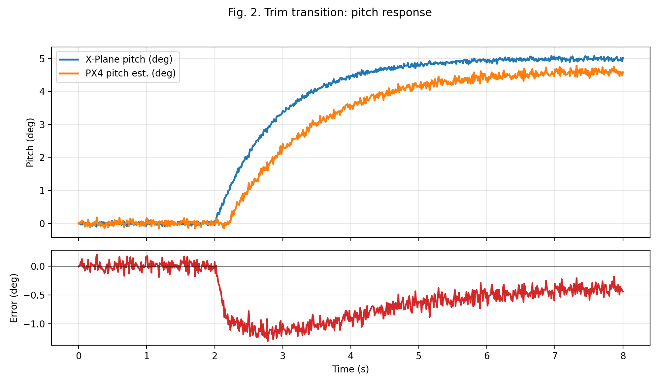 Fig. 2. Trim transition: pitch response
X-Plane pitch (deg)
PX4 pitch est. (deg)
Pitch (deg)
5
4
3
2
1
0
Error (deg)
0.0
−0.5
−1.0
0 1 2 3 4 5 6 7 8
Time (s)